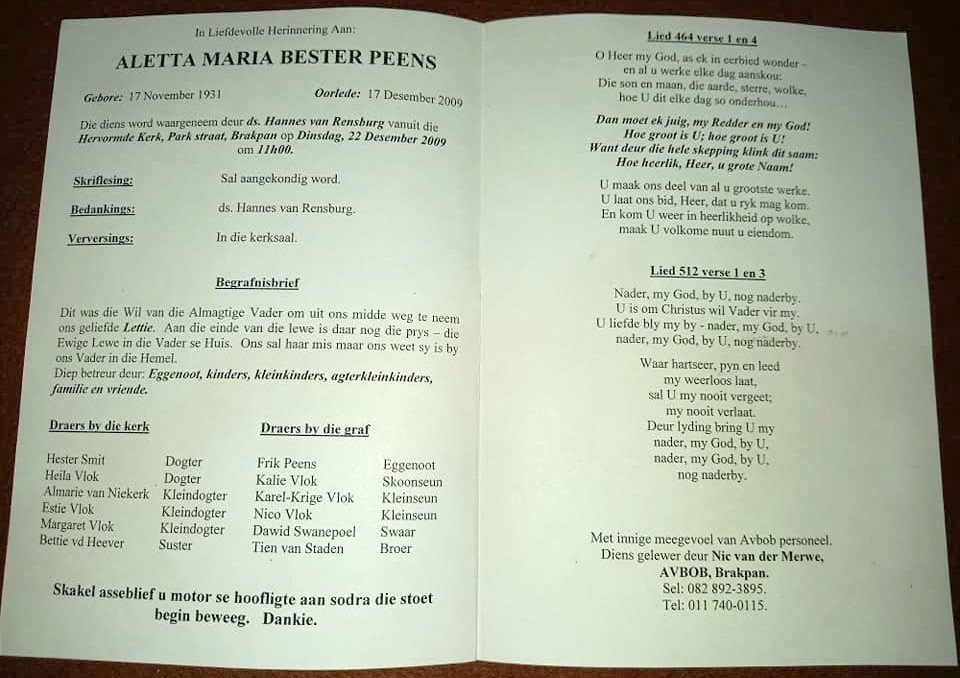 In Liefdevolle Herinnering Aan:
ALETTA MARIA BESTER PEENS
Gebore: 17 November 1931 Oorlede: 17 Desember 2009
Die diens word waargeneem deur ds. Hannes van Rensburg vanuit die
Hervormde Kerk, Park straat, Brakpan op Dinsdag, 22 Desember 2009
om 11h00.
Skriflesing: Sal aangekondig word.
Bedankings: ds. Hannes van Rensburg.
Verversings: In die kerksaal.
Begrafnisbrief
Dit was die Wil van die Almagtige Vader om uit ons midde weg te neem
ons geliefde Lettie. Aan die einde van die lewe is daar nog die prys – die
Ewige Lewe in die Vader se Huis. Ons sal haar mis maar ons weet sy is by
ons Vader in die Hemel.
Diep betreur deur: Eggenoot, kinders, kleinkinders, agterkleinkinders,
familie en vriende.
Draers by die kerk Draers by die graf
Hester Smit Dogter Frik Peens Eggenoot
Heila Vlok Dogter Kalie Vlok Skoonseun
Almarie van Niekerk Kleindogter Karel-Krige Vlok Kleinseun
Estie Vlok Kleindogter Nico Vlok Kleinseun
Margaret Vlok Kleindogter Dawid Swanepoel Swaar
Bettie vd Heever Suster Tien van Staden Broer
Skakel asseblief u motor se hoofligte aan sodra die stoet
begin beweeg. Dankie.
Lied 464 verse 1 en 4
O Heer my God, as ek in eerbied wonder –
en al u werke elke dag aanskou:
Die son en maan, die aarde, sterre, wolke,
hoe U dit elke dag so onderhou…
Dan moet ek juig, my Redder en my God!
Hoe groot is U; hoe groot is U!
Want deur die hele skepping klink dit saam:
Hoe heerlik, Heer, u grote Naam!
U maak ons deel van al u grootste werke.
U laat ons bid, Heer, dat u ryk mag kom.
En kom U weer in heerlikheid op wolke,
maak U volkome nuut u eiendom.
Lied 512 verse 1 en 3
Nader, my God, by U, nog naderby.
U is om Christus wil Vader vir my.
U liefde bly my by - nader, my God, by U,
nader, my God, by U, nog naderby.
Waar hartseer, pyn en leed
my weerloos laat,
sal U my nooit vergeet;
my nooit verlaat.
Deur lyding bring U my
nader, my God, by U,
nader, my God, by U,
nog naderby.
Met innige meegevoel van Avbob personeel.
Diens gelewer deur Nic van der Merwe,
AVBOB, Brakpan.
Sel: 082 892-3895.
Tel: 011 740-0115.